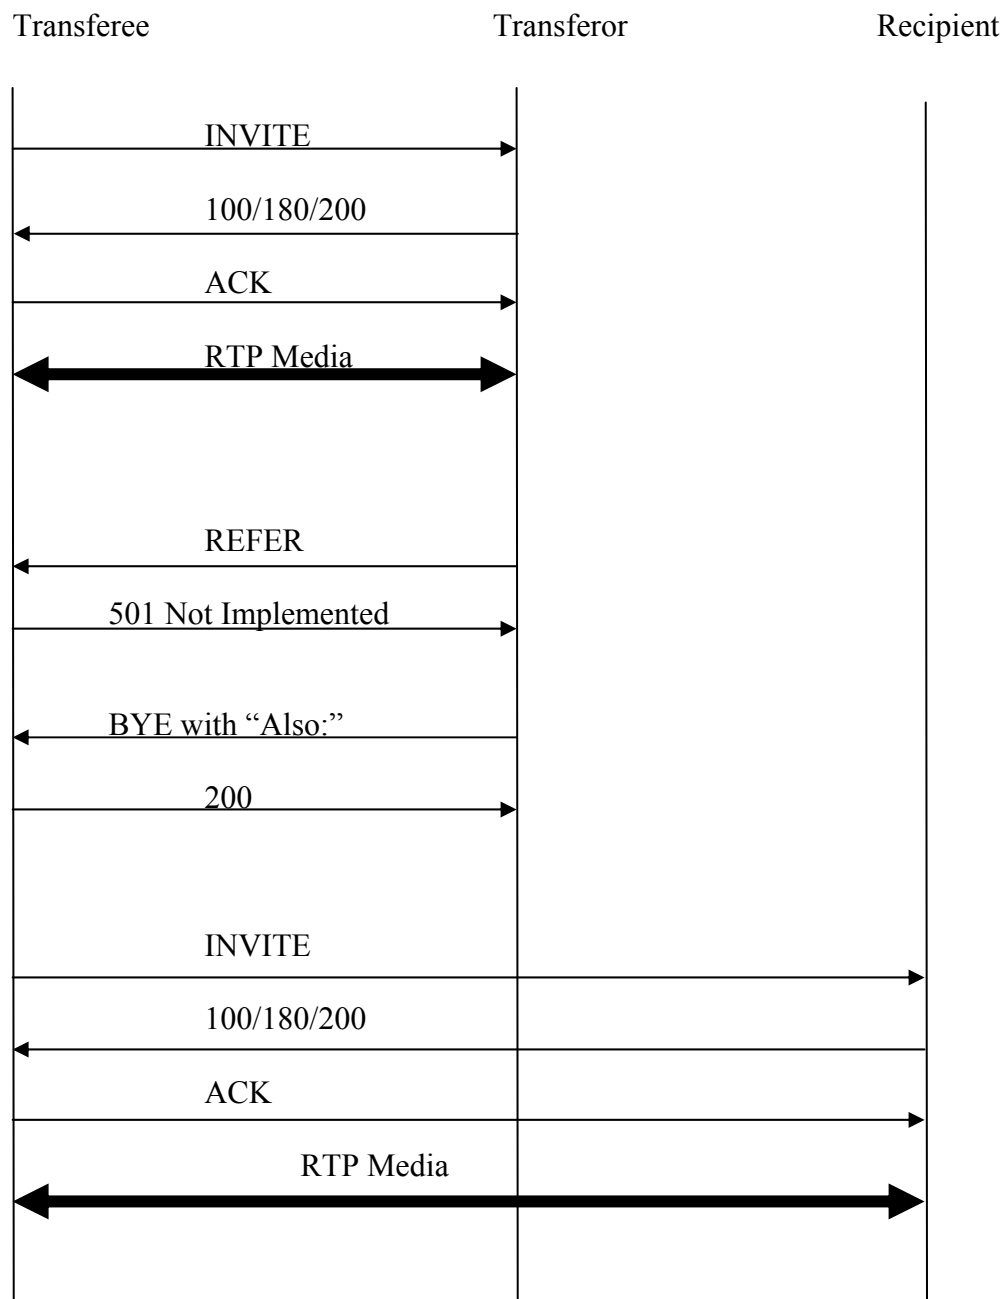 Transferee Transferor Recipient
INVITE
100/180/200
ACK
RTP Media
REFER
501 Not Implemented
BYE with “Also:”
200
INVITE
100/180/200
ACK
RTP Media